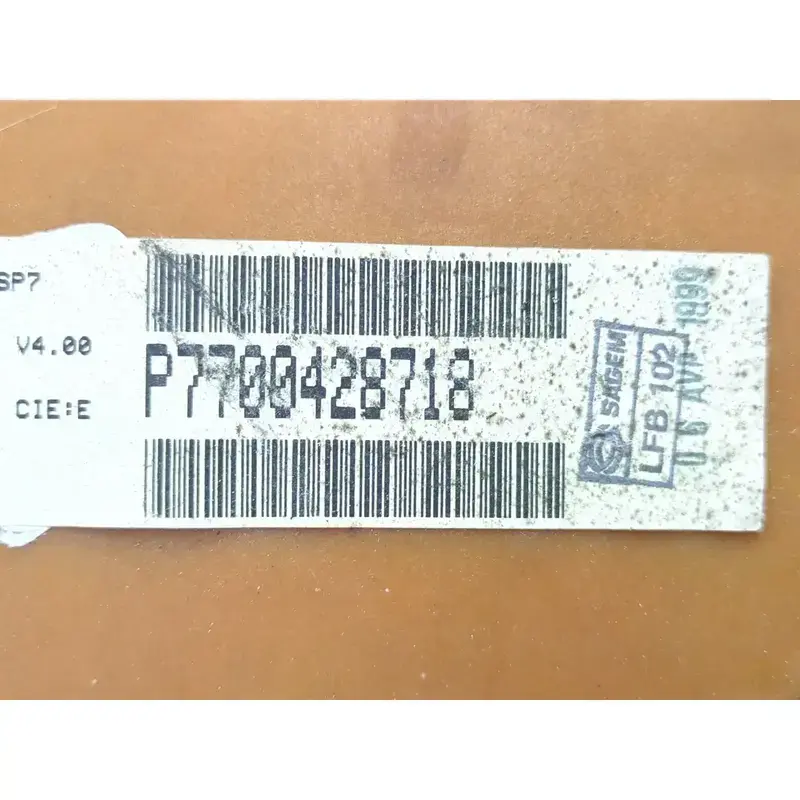 SP7
V4.00
CIE:E
P7700428718
SAGEM
LFB 102
06 AVR 1999